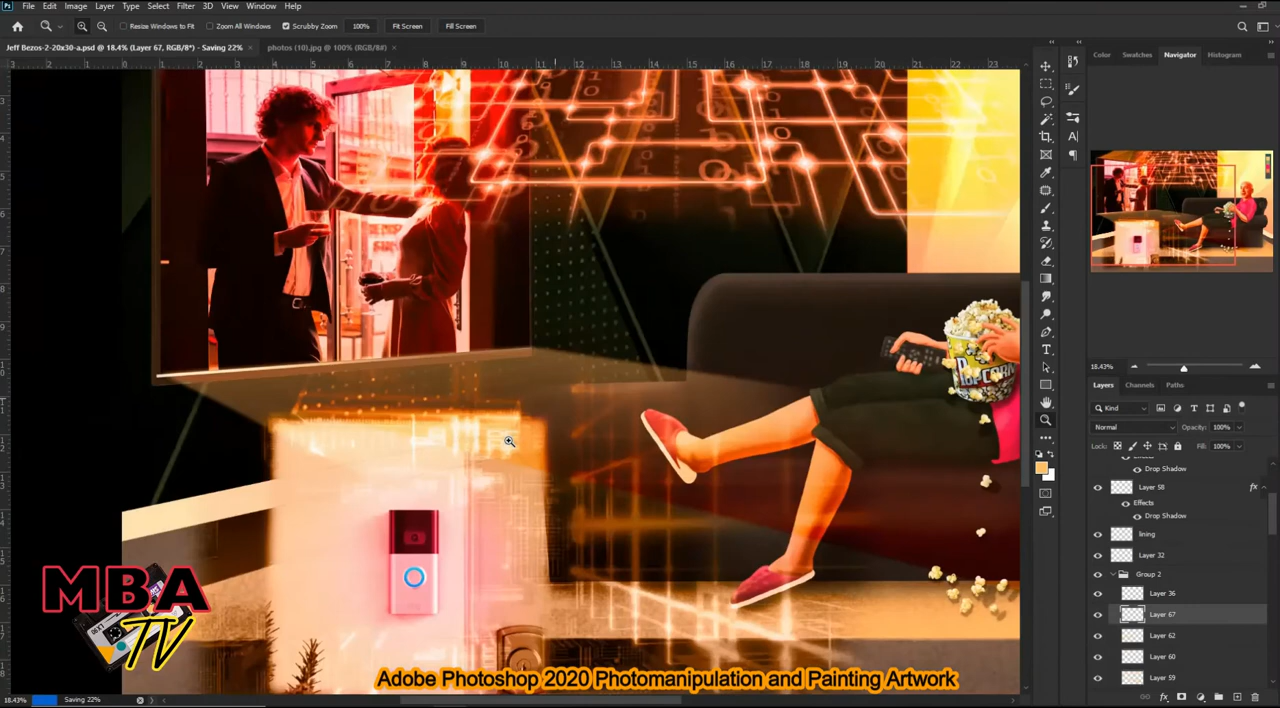 File Edit Image Layer Type Select Filter 3D View Window Help
Resize Windows to Fit Zoom All Windows Scrubby Zoom 100% Fit Screen Fill Screen
Jeff Bezos-2-20x30-a.psd @ 18.4% (Layer 67, RGB/8*) - Saving 22% × photos (10).jpg @ 100% (RGB/8#) ×
Color Swatches Navigator Histogram
18.43%
Layers Channels Paths
Kind
Normal Opacity: 100%
Lock: Fill: 100%
Effects
Drop Shadow
Layer 58 fx
Effects
Drop Shadow
lining
Layer 32
Group 2
Layer 36
Layer 67
Layer 62
Layer 60
Layer 59
POPCORN
MBA
TV
Adobe Photoshop 2020 Photomanipulation and Painting Artwork
18.43% Saving 22%